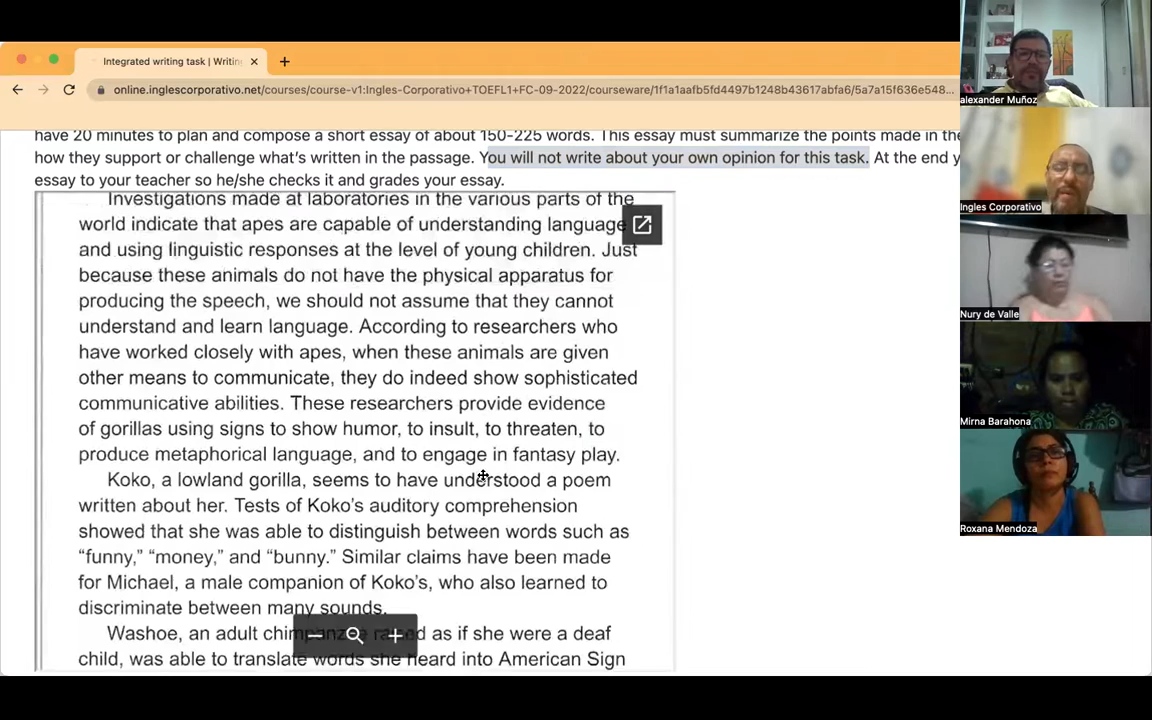 Integrated writing task | Writin
online.inglescorporativo.net/courses/course-v1:Ingles-Corporativo+TOEFL1+FC-09-2022/courseware/1f1a1aafb5fd4497b1248b43617abfa6/5a7a15f636e548...
have 20 minutes to plan and compose a short essay of about 150-225 words. This essay must summarize the points made in the
how they support or challenge what's written in the passage. You will not write about your own opinion for this task. At the end y
essay to your teacher so he/she checks it and grades your essay.
Investigations made at laboratories in the various parts of the
world indicate that apes are capable of understanding language
and using linguistic responses at the level of young children. Just
because these animals do not have the physical apparatus for
producing the speech, we should not assume that they cannot
understand and learn language. According to researchers who
have worked closely with apes, when these animals are given
other means to communicate, they do indeed show sophisticated
communicative abilities. These researchers provide evidence
of gorillas using signs to show humor, to insult, to threaten, to
produce metaphorical language, and to engage in fantasy play.
Koko, a lowland gorilla, seems to have understood a poem
written about her. Tests of Koko's auditory comprehension
showed that she was able to distinguish between words such as
“funny,” “money,” and “bunny.” Similar claims have been made
for Michael, a male companion of Koko's, who also learned to
discriminate between many sounds.
Washoe, an adult chimpanzee raised as if she were a deaf
child, was able to translate words she heard into American Sign
alexander Muñoz
Ingles Corporativo
Nury de Valle
Mirna Barahona
Roxana Mendoza